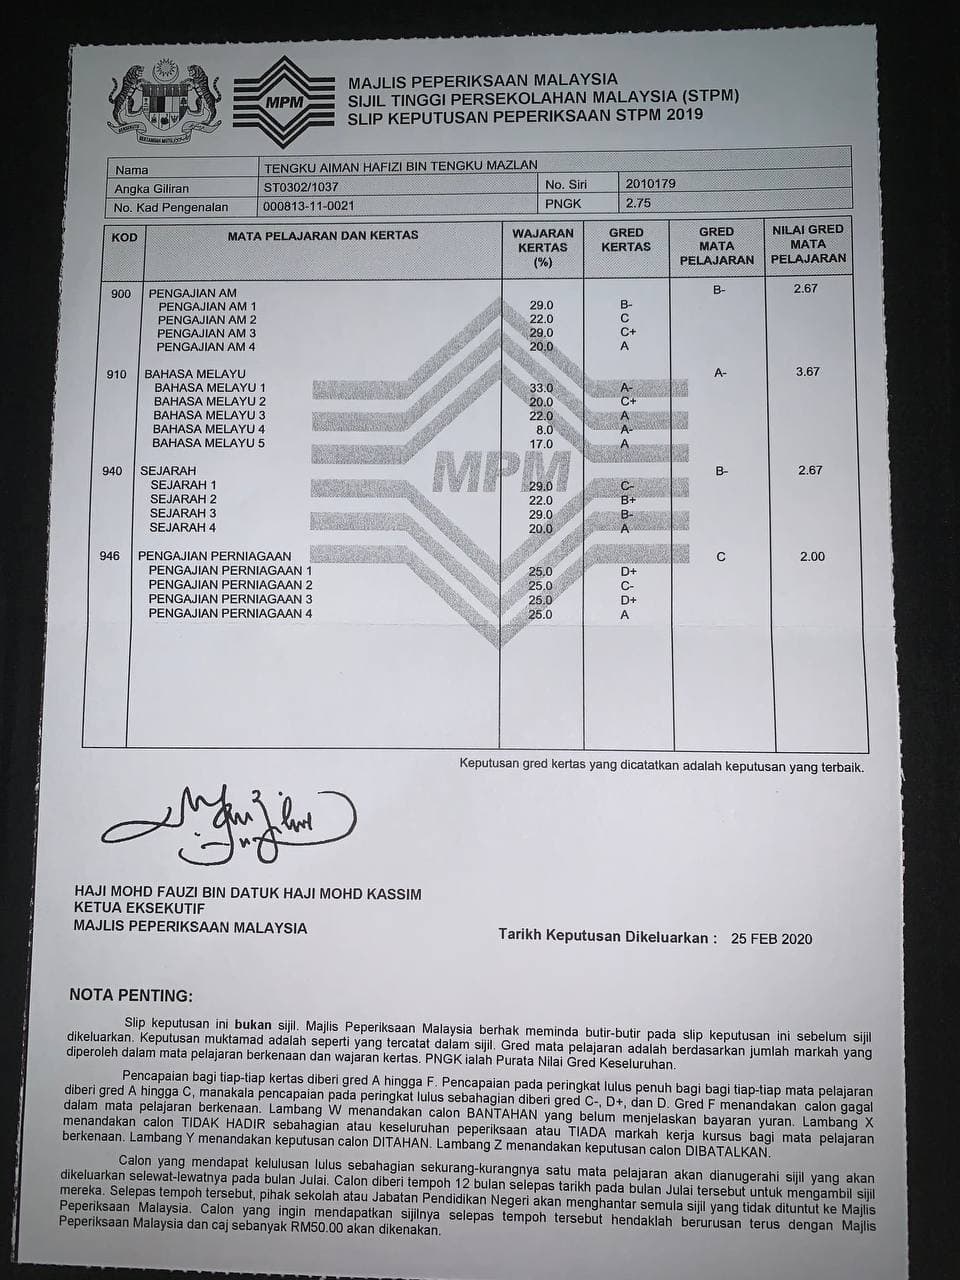 MPM
MAJLIS PEPERIKSAAN MALAYSIA
SIJIL TINGGI PERSEKOLAHAN MALAYSIA (STPM)
SLIP KEPUTUSAN PEPERIKSAAN STPM 2019
Nama TENGKU AIMAN HAFIZI BIN TENGKU MAZLAN
Angka Giliran ST0302/1037 No. Siri 2010179
No. Kad Pengenalan 000813-11-0021 PNGK 2.75
KOD MATA PELAJARAN DAN KERTAS WAJARAN KERTAS (%) GRED KERTAS GRED MATA PELAJARAN NILAI GRED MATA PELAJARAN
900 PENGAJIAN AM B- 2.67
PENGAJIAN AM 1 29.0 B-
PENGAJIAN AM 2 22.0 C
PENGAJIAN AM 3 29.0 C+
PENGAJIAN AM 4 20.0 A
910 BAHASA MELAYU A- 3.67
BAHASA MELAYU 1 33.0 A-
BAHASA MELAYU 2 20.0 C+
BAHASA MELAYU 3 22.0 A
BAHASA MELAYU 4 8.0 A-
BAHASA MELAYU 5 17.0 A
MPM
940 SEJARAH B- 2.67
SEJARAH 1 29.0 C-
SEJARAH 2 22.0 B+
SEJARAH 3 29.0 B-
SEJARAH 4 20.0 A
946 PENGAJIAN PERNIAGAAN C 2.00
PENGAJIAN PERNIAGAAN 1 25.0 D+
PENGAJIAN PERNIAGAAN 2 25.0 C-
PENGAJIAN PERNIAGAAN 3 25.0 D+
PENGAJIAN PERNIAGAAN 4 25.0 A
Keputusan gred kertas yang dicatatkan adalah keputusan yang terbaik.
HAJI MOHD FAUZI BIN DATUK HAJI MOHD KASSIM
KETUA EKSEKUTIF
MAJLIS PEPERIKSAAN MALAYSIA
Tarikh Keputusan Dikeluarkan : 25 FEB 2020
NOTA PENTING:
Slip keputusan ini bukan sijil. Majlis Peperiksaan Malaysia berhak meminda butir-butir pada slip keputusan ini sebelum sijil
dikeluarkan. Keputusan muktamad adalah seperti yang tercatat dalam sijil. Gred mata pelajaran adalah berdasarkan jumlah markah yang
diperoleh dalam mata pelajaran berkenaan dan wajaran kertas. PNGK ialah Purata Nilai Gred Keseluruhan.
Pencapaian bagi tiap-tiap kertas diberi gred A hingga F. Pencapaian pada peringkat lulus penuh bagi bagi tiap-tiap mata pelajaran
diberi gred A hingga C, manakala pencapaian pada peringkat lulus sebahagian diberi gred C-, D+, dan D. Gred F menandakan calon gagal
dalam mata pelajaran berkenaan. Lambang W menandakan calon BANTAHAN yang belum menjelaskan bayaran yuran. Lambang X
menandakan calon TIDAK HADIR sebahagian atau keseluruhan peperiksaan atau TIADA markah kerja kursus bagi mata pelajaran
berkenaan. Lambang Y menandakan keputusan calon DITAHAN. Lambang Z menandakan keputusan calon DIBATALKAN.
Calon yang mendapat kelulusan lulus sebahagian sekurang-kurangnya satu mata pelajaran akan dianugerahi sijil yang akan
dikeluarkan selewat-lewatnya pada bulan Julai. Calon diberi tempoh 12 bulan selepas tarikh pada bulan Julai tersebut untuk mengambil sijil
mereka. Selepas tempoh tersebut, pihak sekolah atau Jabatan Pendidikan Negeri akan menghantar semula sijil yang tidak dituntut ke Majlis
Peperiksaan Malaysia. Calon yang ingin mendapatkan sijilnya selepas tempoh tersebut hendaklah berurusan terus dengan Majlis
Peperiksaan Malaysia dan caj sebanyak RM50.00 akan dikenakan.